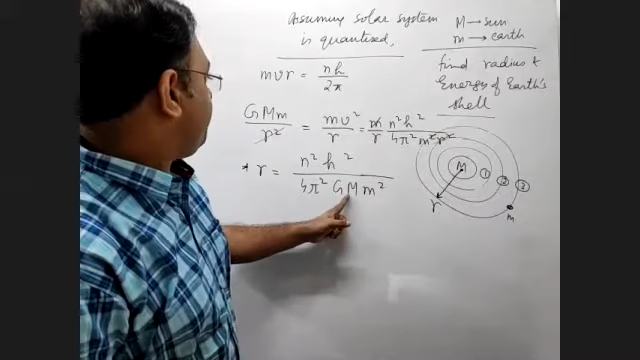 Assuming solar system
is quantised,
M → sun
m → earth
find radius &
Energy of Earth's
shell
mvr = nh/2π
GMm/r² = mv²/r = m/r n²h²/4π²m²r²
* r = n²h²/4π²GMm²
M
1
2
3
r
m